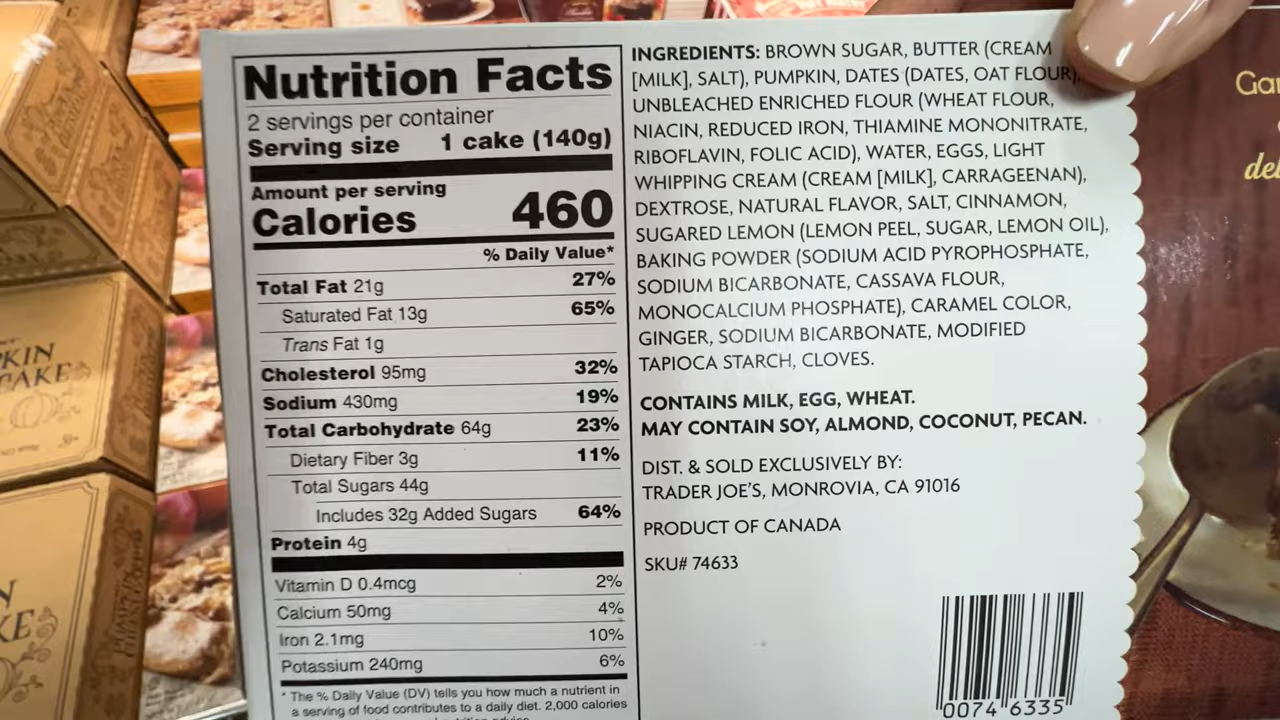 Nutrition Facts
2 servings per container
Serving size 1 cake (140g)
Amount per serving
Calories 460
% Daily Value*
Total Fat 21g 27%
Saturated Fat 13g 65%
Trans Fat 1g
Cholesterol 95mg 32%
Sodium 430mg 19%
Total Carbohydrate 64g 23%
Dietary Fiber 3g 11%
Total Sugars 44g
Includes 32g Added Sugars 64%
Protein 4g
Vitamin D 0.4mcg 2%
Calcium 50mg 4%
Iron 2.1mg 10%
Potassium 240mg 6%
* The % Daily Value (DV) tells you how much a nutrient in
a serving of food contributes to a daily diet. 2,000 calories
INGREDIENTS: BROWN SUGAR, BUTTER (CREAM
[MILK], SALT), PUMPKIN, DATES (DATES, OAT FLOUR),
UNBLEACHED ENRICHED FLOUR (WHEAT FLOUR,
NIACIN, REDUCED IRON, THIAMINE MONONITRATE,
RIBOFLAVIN, FOLIC ACID), WATER, EGGS, LIGHT
WHIPPING CREAM (CREAM [MILK], CARRAGEENAN),
DEXTROSE, NATURAL FLAVOR, SALT, CINNAMON,
SUGARED LEMON (LEMON PEEL, SUGAR, LEMON OIL),
BAKING POWDER (SODIUM ACID PYROPHOSPHATE,
SODIUM BICARBONATE, CASSAVA FLOUR,
MONOCALCIUM PHOSPHATE), CARAMEL COLOR,
GINGER, SODIUM BICARBONATE, MODIFIED
TAPIOCA STARCH, CLOVES.
CONTAINS MILK, EGG, WHEAT.
MAY CONTAIN SOY, ALMOND, COCONUT, PECAN.
DIST. & SOLD EXCLUSIVELY BY:
TRADER JOE'S, MONROVIA, CA 91016
PRODUCT OF CANADA
SKU# 74633
0074 6335